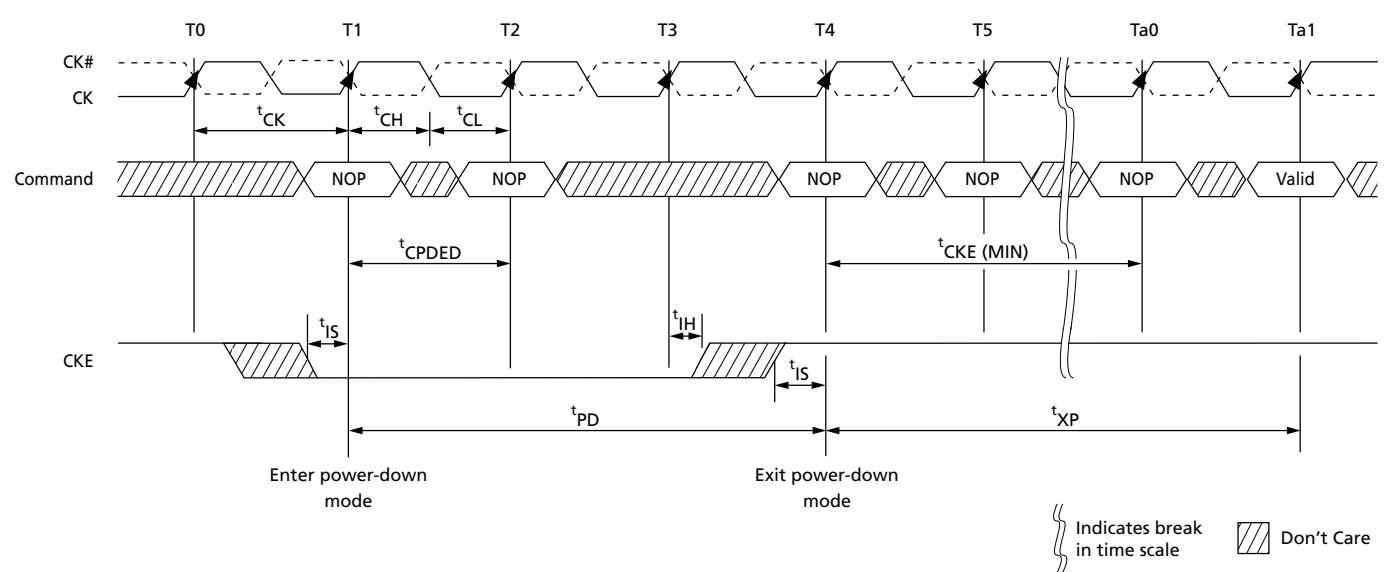 T0 T1 T2 T3 T4 T5 Ta0 Ta1
CK#
CK
tCK tCH tCL
Command NOP NOP NOP NOP NOP Valid
tCPDED tCKE (MIN)
tIS tIH
CKE
tIS
tPD tXP
Enter power-down
mode
Exit power-down
mode
Indicates break
in time scale
Don't Care